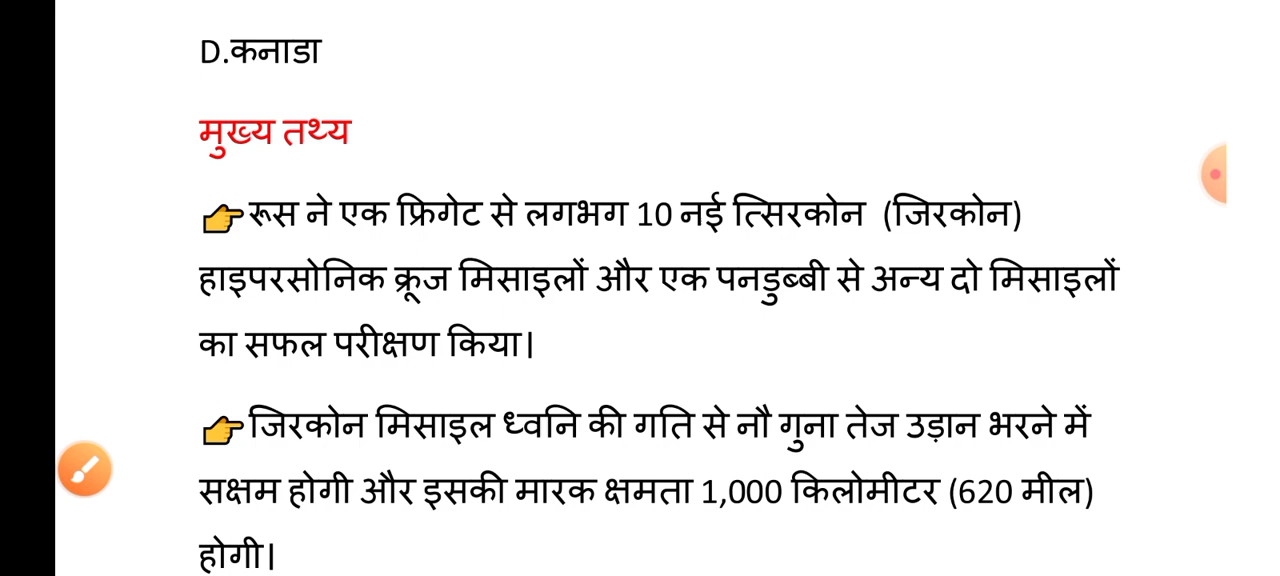 D.कनाडा
मुख्य तथ्य
👉रूस ने एक फ्रिगेट से लगभग 10 नई त्सिरकोन (जिरकोन)
हाइपरसोनिक क्रूज मिसाइलों और एक पनडुब्बी से अन्य दो मिसाइलों
का सफल परीक्षण किया।
👉जिरकोन मिसाइल ध्वनि की गति से नौ गुना तेज उड़ान भरने में
सक्षम होगी और इसकी मारक क्षमता 1,000 किलोमीटर (620 मील)
होगी।